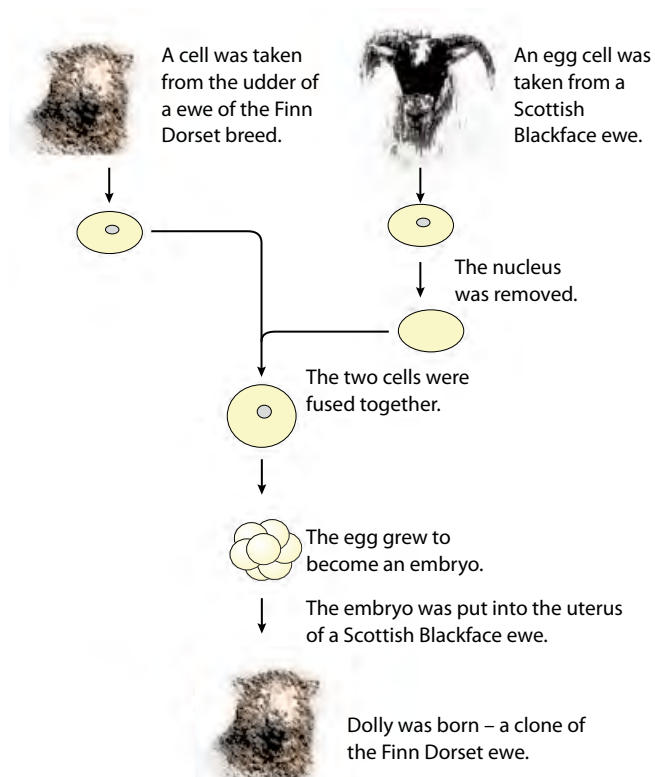 A cell was taken
from the udder of
a ewe of the Finn
Dorset breed.
An egg cell was
taken from a
Scottish
Blackface ewe.
The nucleus
was removed.
The two cells were
fused together.
The egg grew to
become an embryo.
The embryo was put into the uterus
of a Scottish Blackface ewe.
Dolly was born – a clone of
the Finn Dorset ewe.